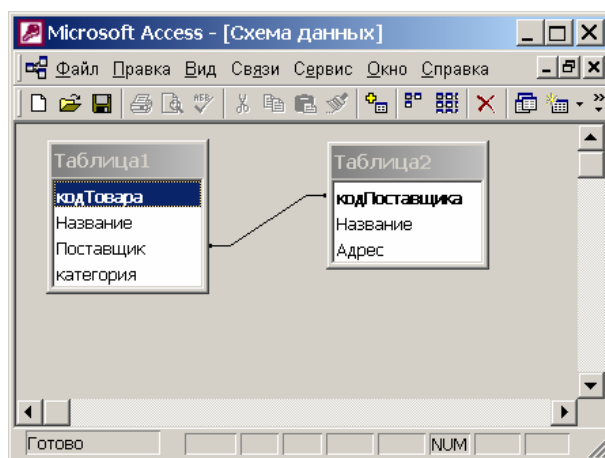 Microsoft Access - [Схема данных]
Файл Правка Вид Связи Сервис Окно Справка
Таблица1
кодТовара
Название
Поставщик
категория
Таблица2
кодПоставщика
Название
Адрес
Готово
NUM